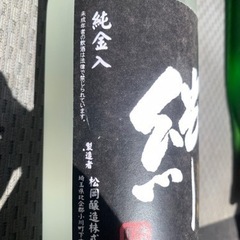 純金入
未成年者の飲酒は法律で禁じられています。
製造者
松岡醸造株式
埼玉県比企郡小川町下